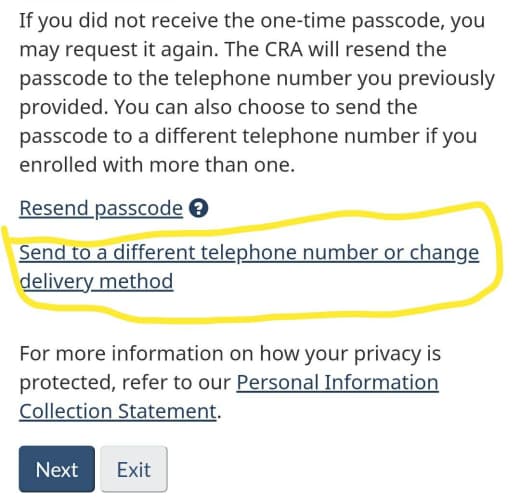 If you did not receive the one-time passcode, you
may request it again. The CRA will resend the
passcode to the telephone number you previously
provided. You can also choose to send the
passcode to a different telephone number if you
enrolled with more than one.
Resend passcode ?
Send to a different telephone number or change
delivery method
For more information on how your privacy is
protected, refer to our Personal Information
Collection Statement.
Next Exit